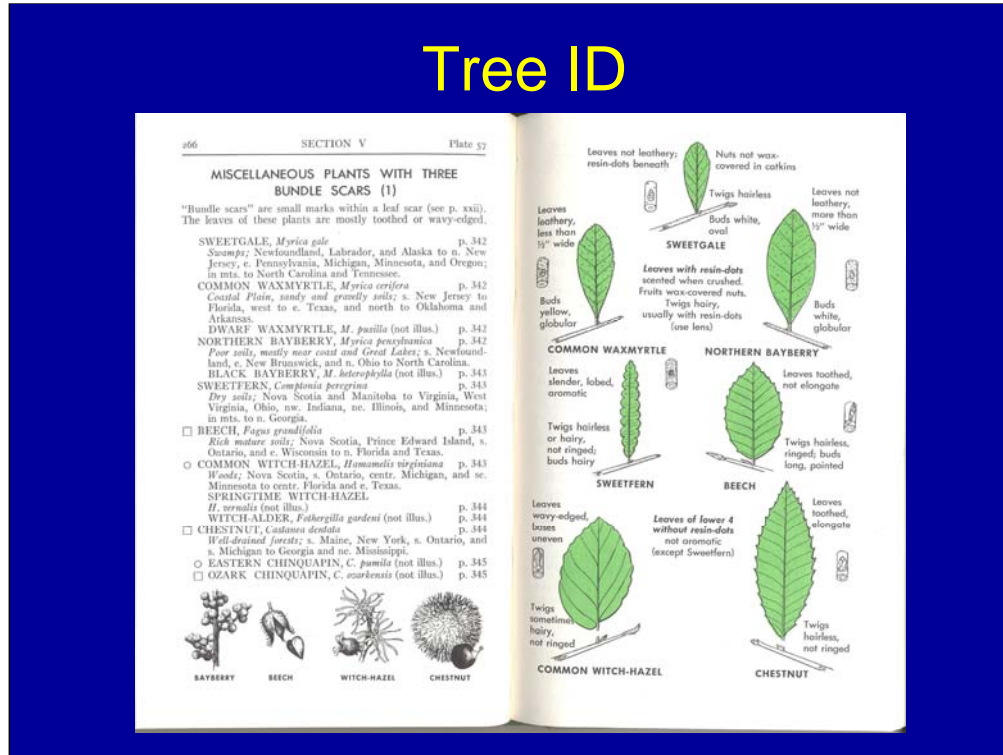 Tree ID
266 SECTION V Plate 57
MISCELLANEOUS PLANTS WITH THREE
BUNDLE SCARS (1)
"Bundle scars" are small marks within a leaf scar (see p. xxii).
The leaves of these plants are mostly toothed or wavy-edged.
SWEETGALE, Myrica gale p. 342
Swamps; Newfoundland, Labrador, and Alaska to n. New
Jersey, e. Pennsylvania, Michigan, Minnesota, and Oregon;
in mts. to North Carolina and Tennessee.
COMMON WAXMYRTLE, Myrica cerifera p. 342
Coastal Plain, sandy and gravelly soils; s. New Jersey to
Florida, west to e. Texas, and north to Oklahoma and
Arkansas.
DWARF WAXMYRTLE, M. pusilla (not illus.) p. 342
NORTHERN BAYBERRY, Myrica pensylvanica p. 342
Poor soils, mostly near coast and Great Lakes; s. Newfound-
land, e. New Brunswick, and n. Ohio to North Carolina.
BLACK BAYBERRY, M. heterophylla (not illus.) p. 343
SWEETFERN, Comptonia peregrina p. 343
Dry soils; Nova Scotia and Manitoba to Virginia, West
Virginia, Ohio, nw. Indiana, ne. Illinois, and Minnesota;
in mts. to n. Georgia.
BEECH, Fagus grandifolia p. 343
Rich mature soils; Nova Scotia, Prince Edward Island, s.
Ontario, and e. Wisconsin to n. Florida and Texas.
COMMON WITCH-HAZEL, Hamamelis virginiana p. 343
Woods; Nova Scotia, s. Ontario, centr. Michigan, and se.
Minnesota to centr. Florida and e. Texas.
SPRINGTIME WITCH-HAZEL
H. vernalis (not illus.) p. 344
WITCH-ALDER, Fothergilla gardeni (not illus.) p. 344
CHESTNUT, Castanea dentata p. 344
Well-drained forests; s. Maine, New York, s. Ontario, and
s. Michigan to Georgia and ne. Mississippi.
EASTERN CHINQUAPIN, C. pumila (not illus.) p. 345
OZARK CHINQUAPIN, C. ozarkensis (not illus.) p. 345
BAYBERRY BEECH WITCH-HAZEL CHESTNUT
Leaves not leathery;
resin-dots beneath
Nuts not wax-
covered in catkins
Twigs hairless
Buds white,
oval
SWEETGALE
Leaves
leathery,
less than
½" wide
Buds
yellow,
globular
COMMON WAXMYRTLE
Leaves with resin-dots
scented when crushed.
Fruits wax-covered nuts.
Twigs hairy,
usually with resin-dots
(use lens)
Leaves not
leathery,
more than
½" wide
Buds
white,
globular
NORTHERN BAYBERRY
Leaves
slender, lobed,
aromatic
Twigs hairless
or hairy,
not ringed;
buds hairy
SWEETFERN
Leaves toothed,
not elongate
Twigs hairless,
ringed; buds
long, pointed
BEECH
Leaves
wavy-edged,
bases
uneven
Twigs
sometimes
hairy,
not ringed
COMMON WITCH-HAZEL
Leaves of lower 4
without resin-dots
not aromatic
(except Sweetfern)
Leaves
toothed,
elongate
Twigs
hairless,
not ringed
CHESTNUT